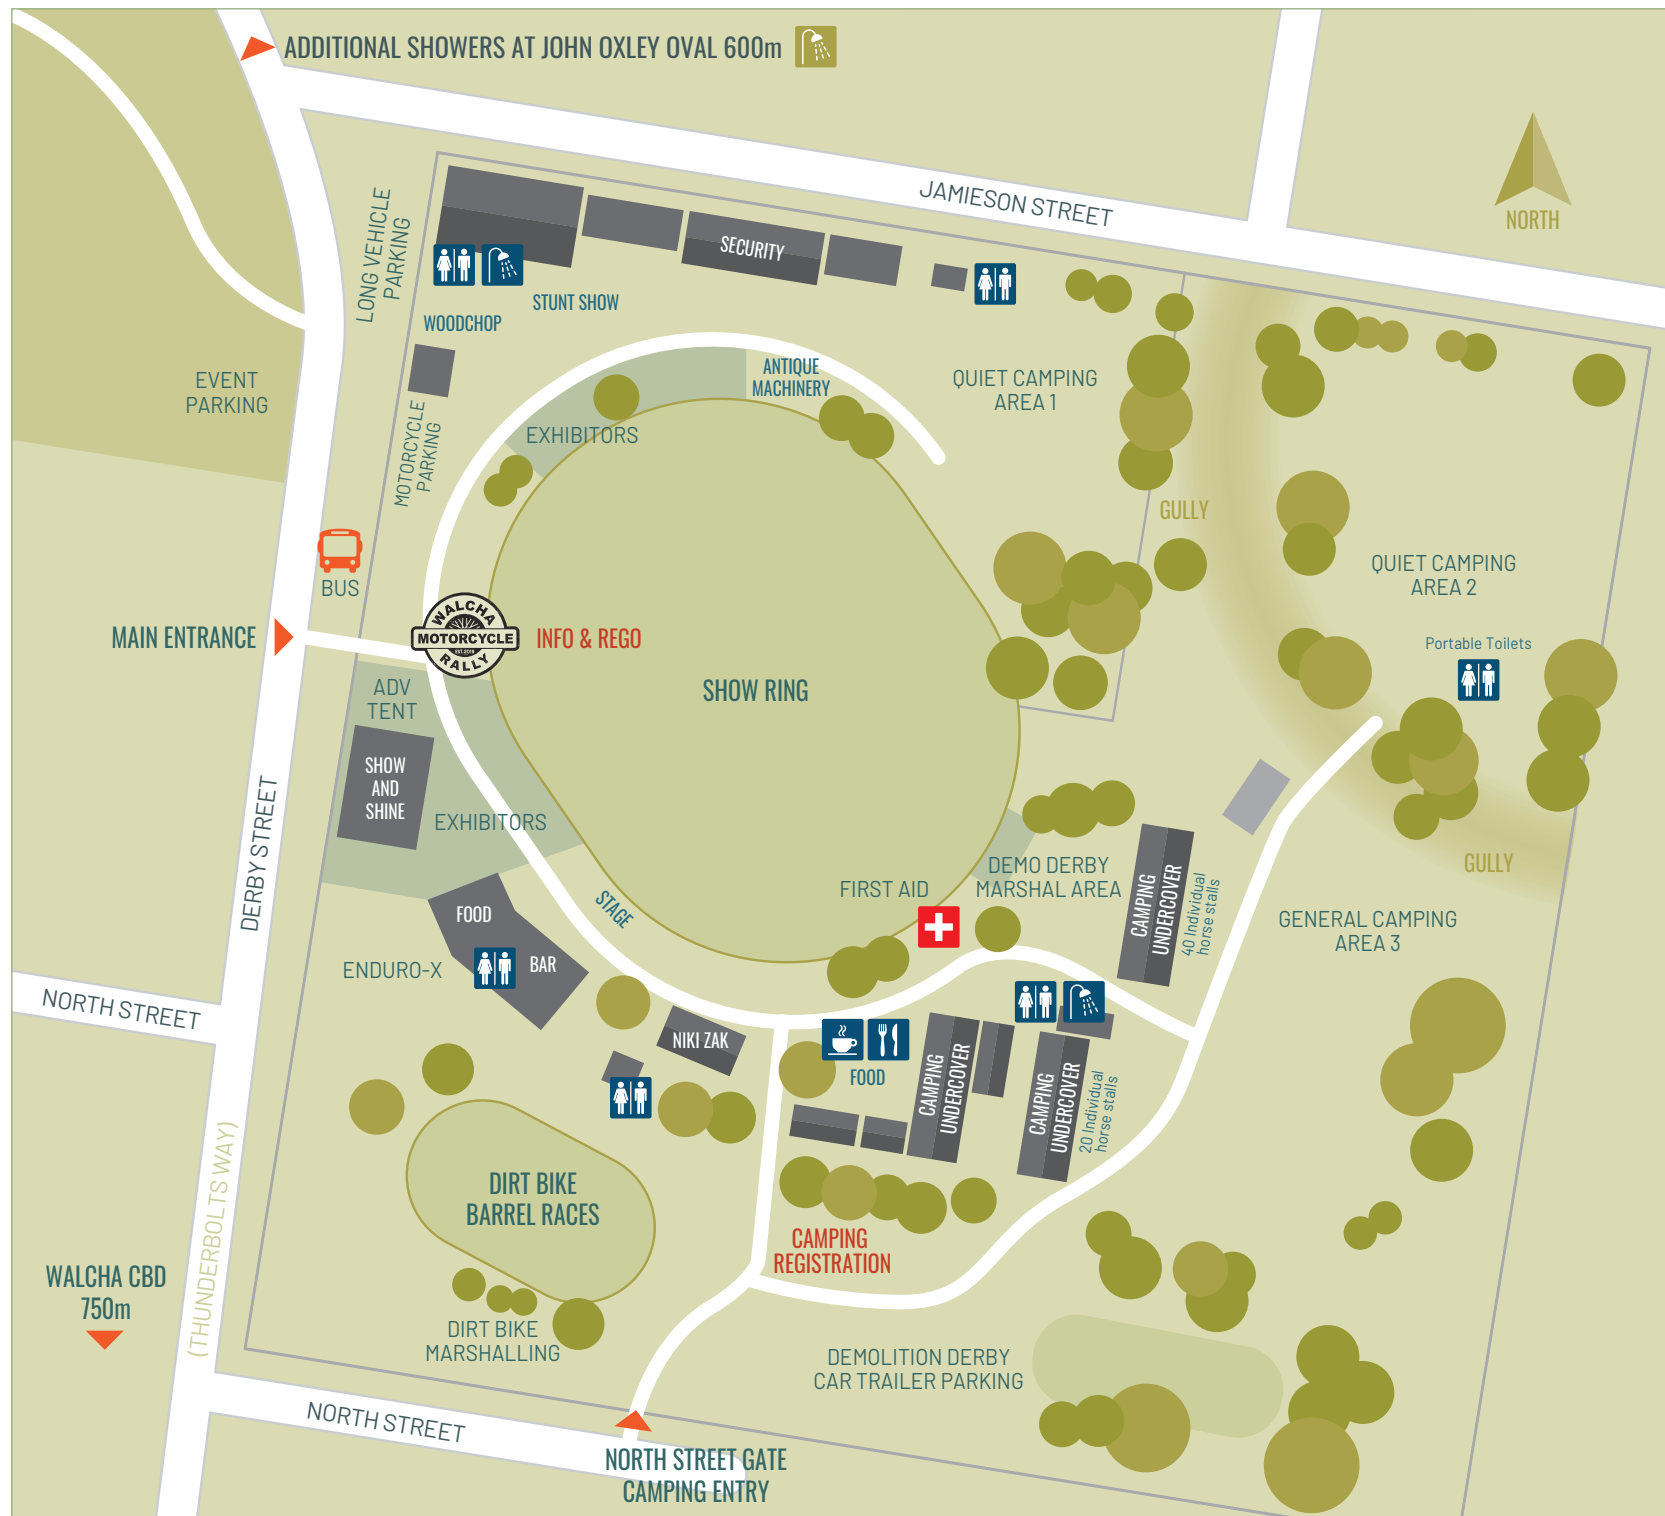 ADDITIONAL SHOWERS AT JOHN OXLEY OVAL 600m
JAMIESON STREET
NORTH
LONG VEHICLE
PARKING
SECURITY
STUNT SHOW
WOODCHOP
ANTIQUE
MACHINERY
QUIET CAMPING
AREA 1
EVENT
PARKING
EXHIBITORS
MOTORCYCLE
PARKING
GULLY
QUIET CAMPING
AREA 2
BUS
Portable Toilets
MAIN ENTRANCE
WALCHA
MOTORCYCLE
EST.2018
RALLY
INFO & REGO
SHOW RING
ADV
TENT
SHOW
AND
SHINE
EXHIBITORS
DERBY STREET
DEMO DERBY
MARSHAL AREA
FIRST AID
STAGE
CAMPING
UNDERCOVER
40 Individual
horse stalls
GULLY
GENERAL CAMPING
AREA 3
FOOD
BAR
ENDURO-X
NORTH STREET
NIKI ZAK
FOOD
CAMPING
UNDERCOVER
CAMPING
UNDERCOVER
20 Individual
horse stalls
DIRT BIKE
BARREL RACES
(THUNDERBOLTS WAY)
CAMPING
REGISTRATION
WALCHA CBD
750m
DIRT BIKE
MARSHALLING
DEMOLITION DERBY
CAR TRAILER PARKING
NORTH STREET
NORTH STREET GATE
CAMPING ENTRY